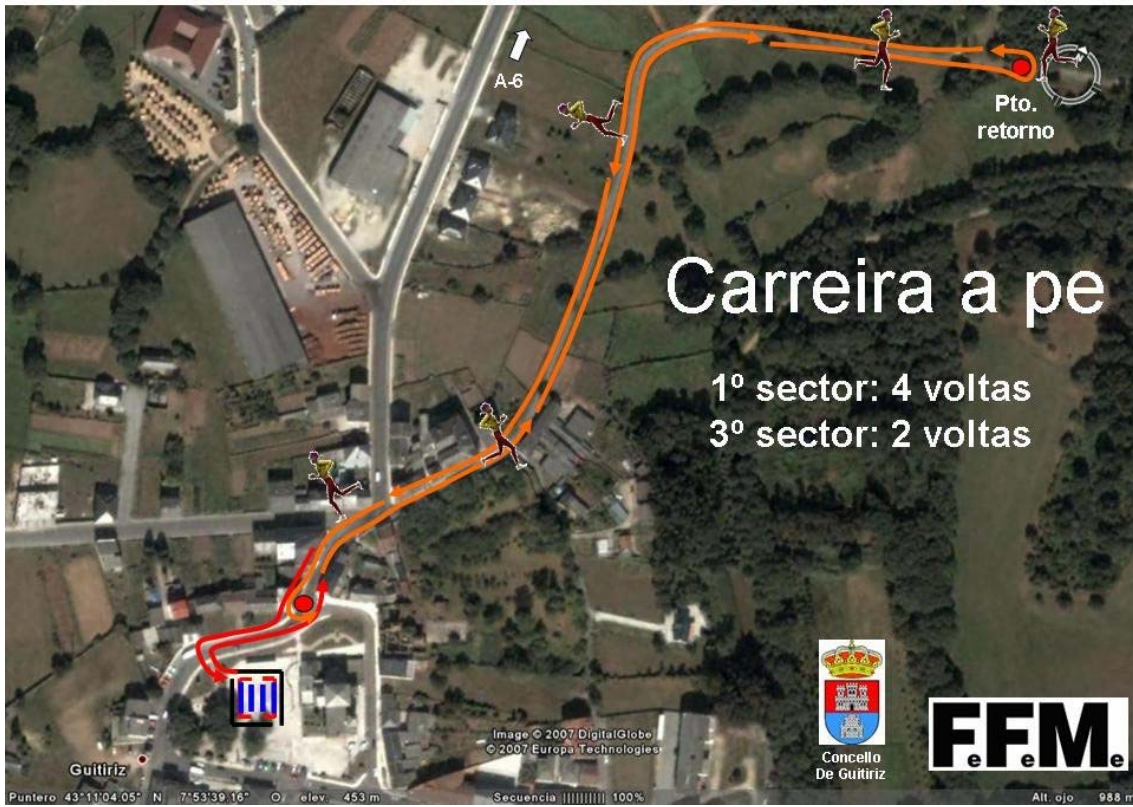 A-6
Pto.
retorno
Carreira a pe
1º sector: 4 voltas
3º sector: 2 voltas
Image © 2007 DigitalGlobe
© 2007 Europa Technologies
Concello
De Guitiriz
FeFeMe
Guitiriz
Puntero 43°11'04.05" N 7°53'39.16" O elev. 453 m Secuencia |||||||||| 100% Alt. ojo 988 m